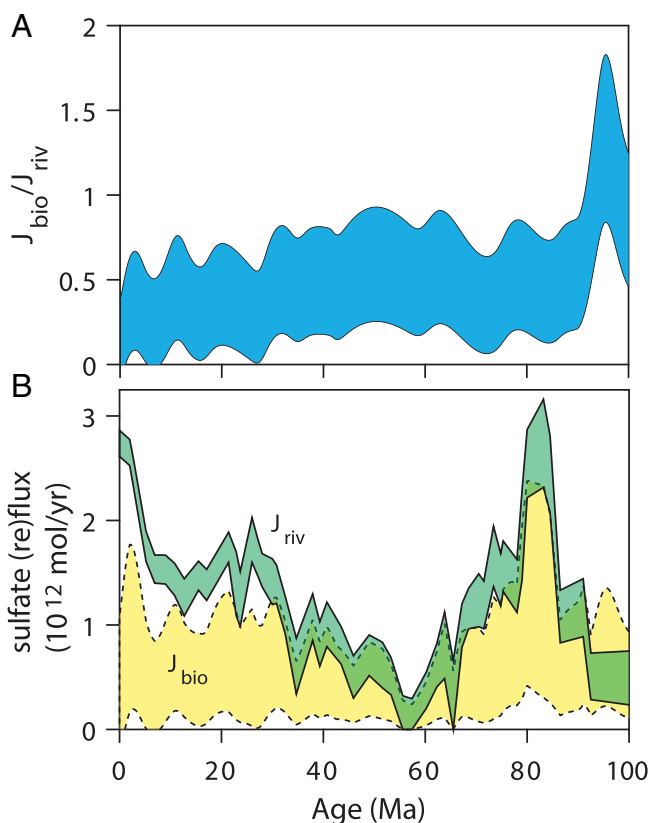 A
2
1.5
1
0.5
0
J_bio/J_riv
B
3
2
1
0
sulfate (re)flux
(10^12 mol/yr)
J_riv
J_bio
0 20 40 60 80 100
Age (Ma)